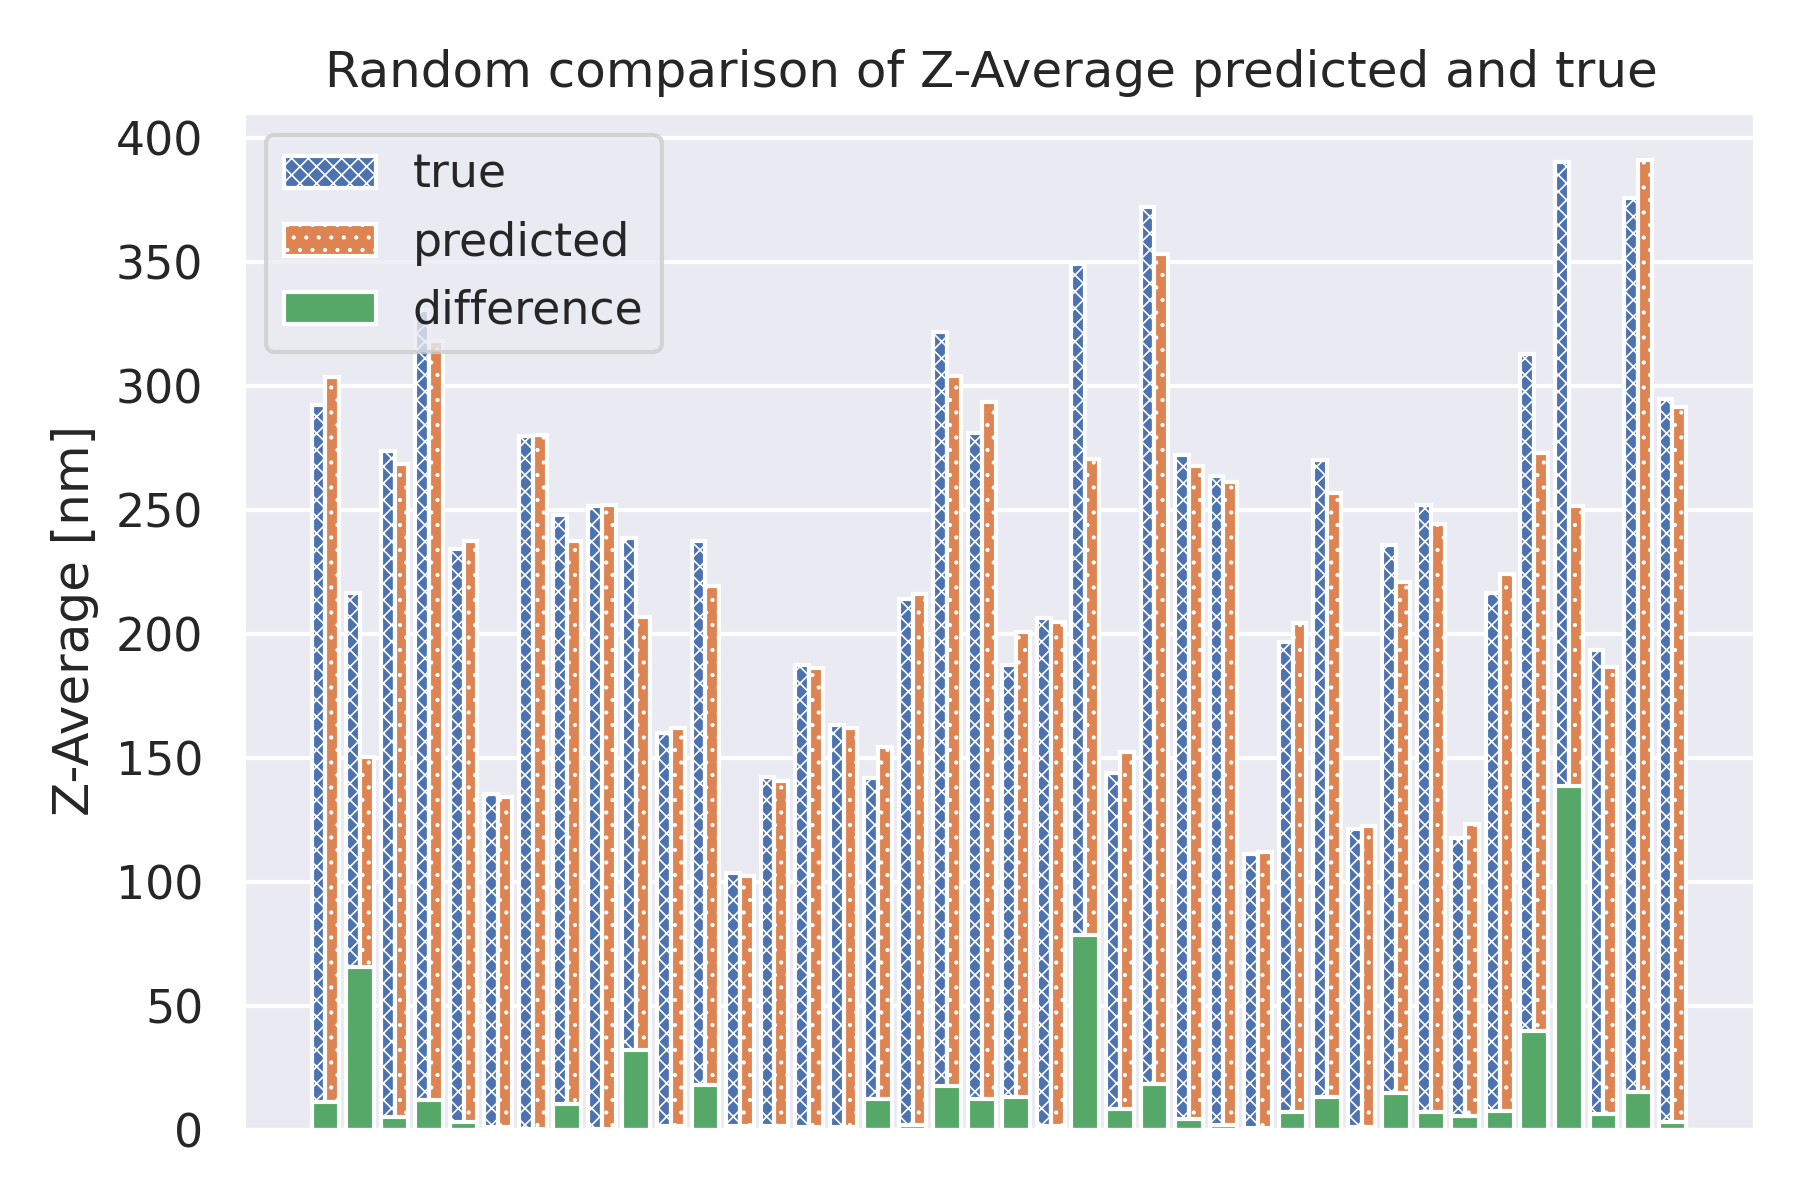 Random comparison of Z-Average predicted and true
400
350
300
250
200
150
100
50
0
Z-Average [nm]
true
predicted
difference